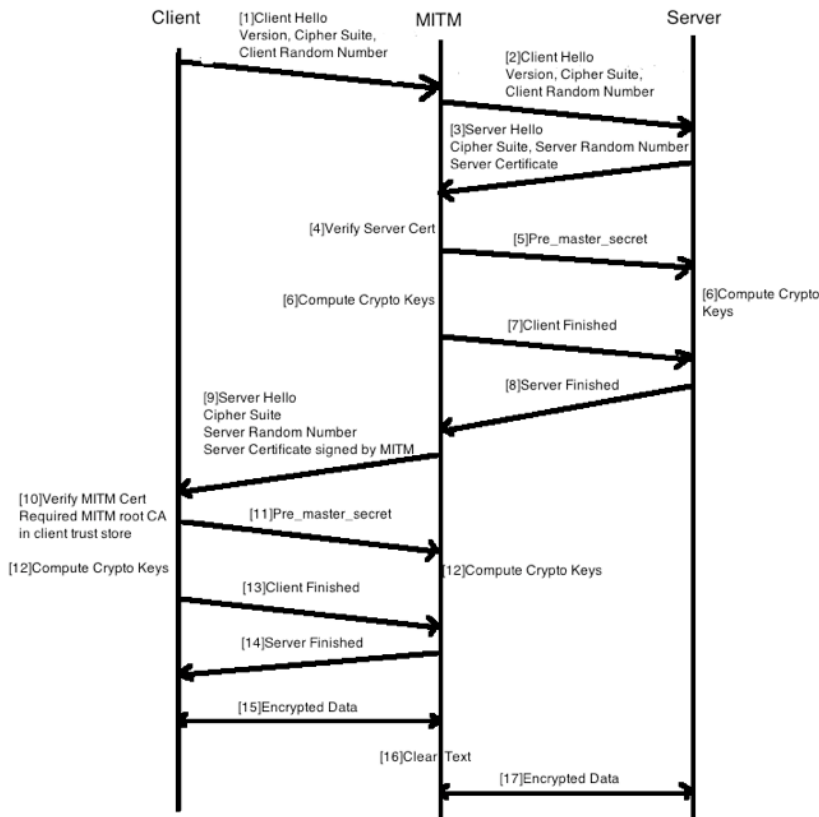 Client
MITM
Server
[1]Client Hello
Version, Cipher Suite,
Client Random Number
[2]Client Hello
Version, Cipher Suite,
Client Random Number
[3]Server Hello
Cipher Suite, Server Random Number
Server Certificate
[4]Verify Server Cert
[5]Pre_master_secret
[6]Compute Crypto Keys
[6]Compute Crypto
Keys
[7]Client Finished
[8]Server Finished
[9]Server Hello
Cipher Suite
Server Random Number
Server Certificate signed by MITM
[10]Verify MITM Cert
Required MITM root CA
in client trust store
[11]Pre_master_secret
[12]Compute Crypto Keys
[12]Compute Crypto Keys
[13]Client Finished
[14]Server Finished
[15]Encrypted Data
[16]Clear Text
[17]Encrypted Data